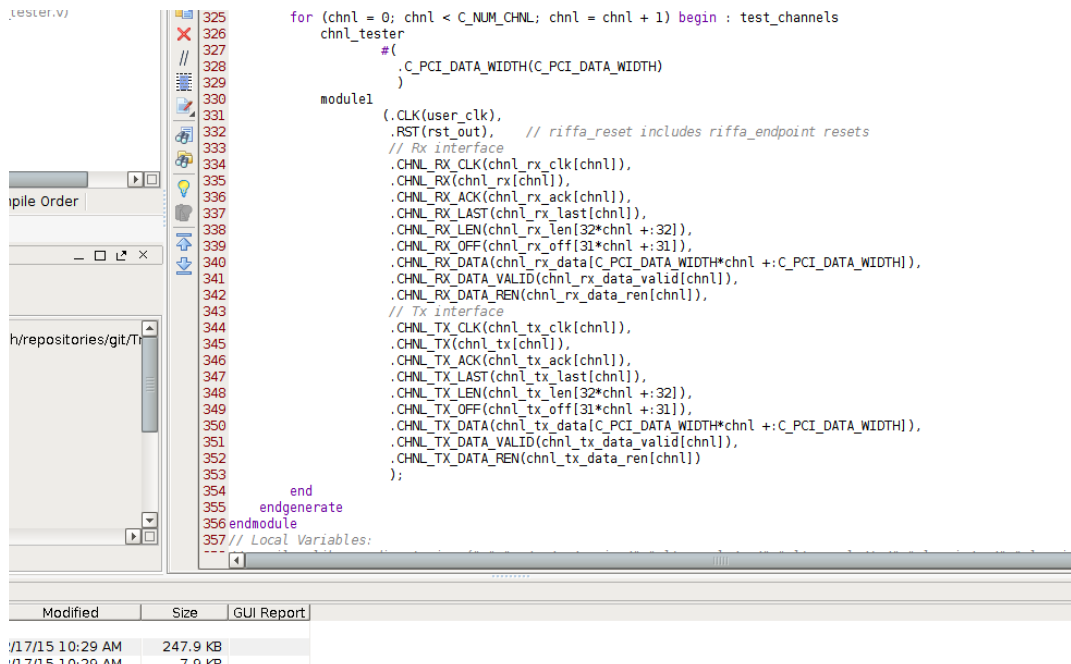 _tester.v)
325 for (chnl = 0; chnl < C_NUM_CHNL; chnl = chnl + 1) begin : test_channels
326 chnl_tester
327 #(
328 .C_PCI_DATA_WIDTH(C_PCI_DATA_WIDTH)
329 )
330 module1
331 (.CLK(user_clk),
332 .RST(rst_out), // riffa_reset includes riffa_endpoint resets
333 // Rx interface
334 .CHNL_RX_CLK(chnl_rx_clk[chnl]),
335 .CHNL_RX(chnl_rx[chnl]),
336 .CHNL_RX_ACK(chnl_rx_ack[chnl]),
337 .CHNL_RX_LAST(chnl_rx_last[chnl]),
338 .CHNL_RX_LEN(chnl_rx_len[32*chnl +:32]),
339 .CHNL_RX_OFF(chnl_rx_off[31*chnl +:31]),
340 .CHNL_RX_DATA(chnl_rx_data[C_PCI_DATA_WIDTH*chnl +:C_PCI_DATA_WIDTH]),
341 .CHNL_RX_DATA_VALID(chnl_rx_data_valid[chnl]),
342 .CHNL_RX_DATA_REN(chnl_rx_data_ren[chnl]),
343 // Tx interface
344 .CHNL_TX_CLK(chnl_tx_clk[chnl]),
345 .CHNL_TX(chnl_tx[chnl]),
346 .CHNL_TX_ACK(chnl_tx_ack[chnl]),
347 .CHNL_TX_LAST(chnl_tx_last[chnl]),
348 .CHNL_TX_LEN(chnl_tx_len[32*chnl +:32]),
349 .CHNL_TX_OFF(chnl_tx_off[31*chnl +:31]),
350 .CHNL_TX_DATA(chnl_tx_data[C_PCI_DATA_WIDTH*chnl +:C_PCI_DATA_WIDTH]),
351 .CHNL_TX_DATA_VALID(chnl_tx_data_valid[chnl]),
352 .CHNL_TX_DATA_REN(chnl_tx_data_ren[chnl])
353 );
354 end
355 endgenerate
356 endmodule
357 // Local Variables:
mpile Order
h/repositories/git/Tr
Modified Size GUI Report
2/17/15 10:29 AM 247.9 KB